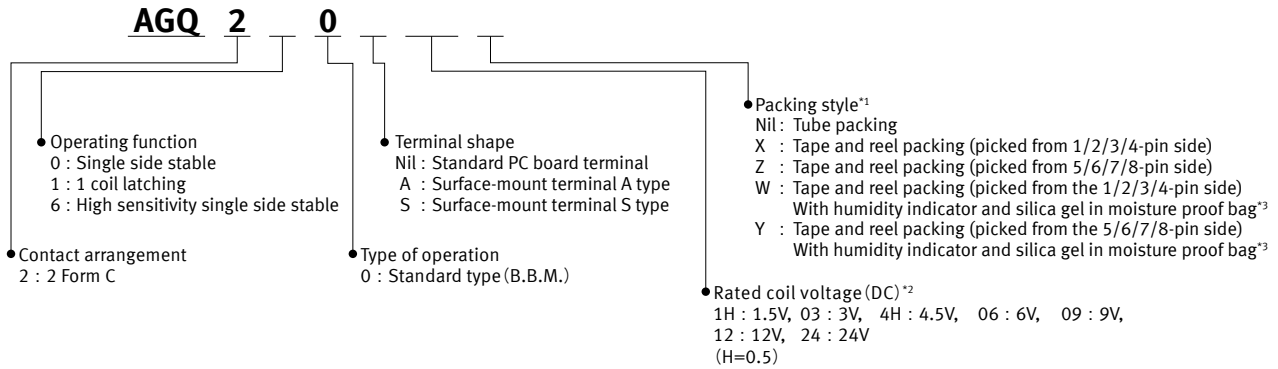 AGQ 2 0
Packing style*1
Nil : Tube packing
X : Tape and reel packing (picked from 1/2/3/4-pin side)
Z : Tape and reel packing (picked from 5/6/7/8-pin side)
W : Tape and reel packing (picked from the 1/2/3/4-pin side)
With humidity indicator and silica gel in moisture proof bag*3
Y : Tape and reel packing (picked from the 5/6/7/8-pin side)
With humidity indicator and silica gel in moisture proof bag*3
Operating function
0 : Single side stable
1 : 1 coil latching
6 : High sensitivity single side stable
Terminal shape
Nil : Standard PC board terminal
A : Surface-mount terminal A type
S : Surface-mount terminal S type
Contact arrangement
2 : 2 Form C
Type of operation
0 : Standard type (B.B.M.)
Rated coil voltage (DC)*2
1H : 1.5V, 03 : 3V, 4H : 4.5V, 06 : 6V, 09 : 9V,
12 : 12V, 24 : 24V
(H=0.5)